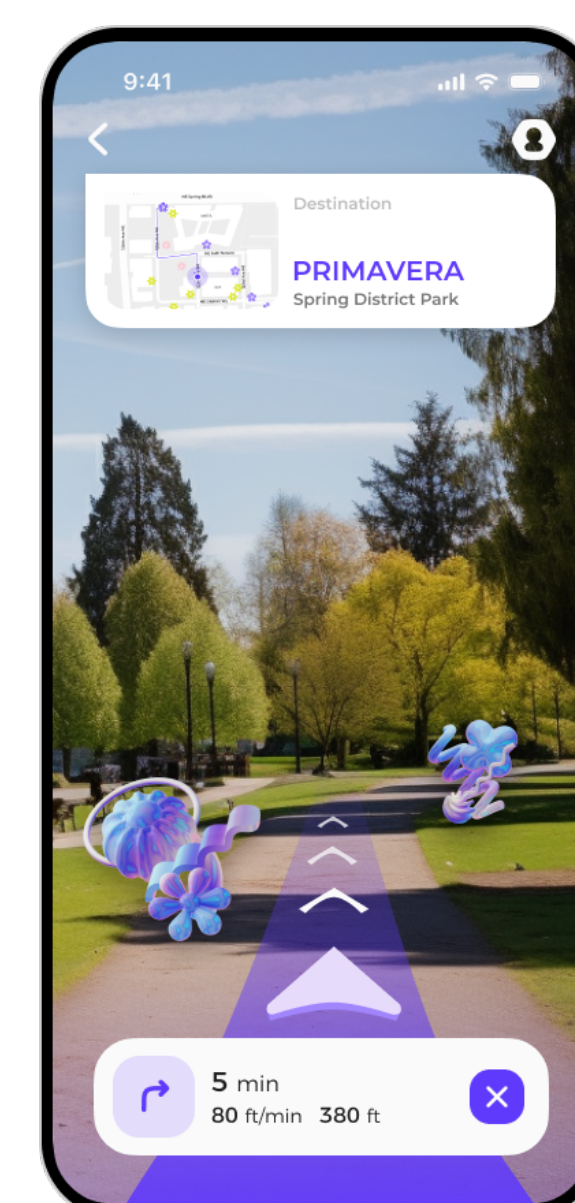 9:41
Destination
PRIMAVERA
Spring District Park
5 min
80 ft/min 380 ft